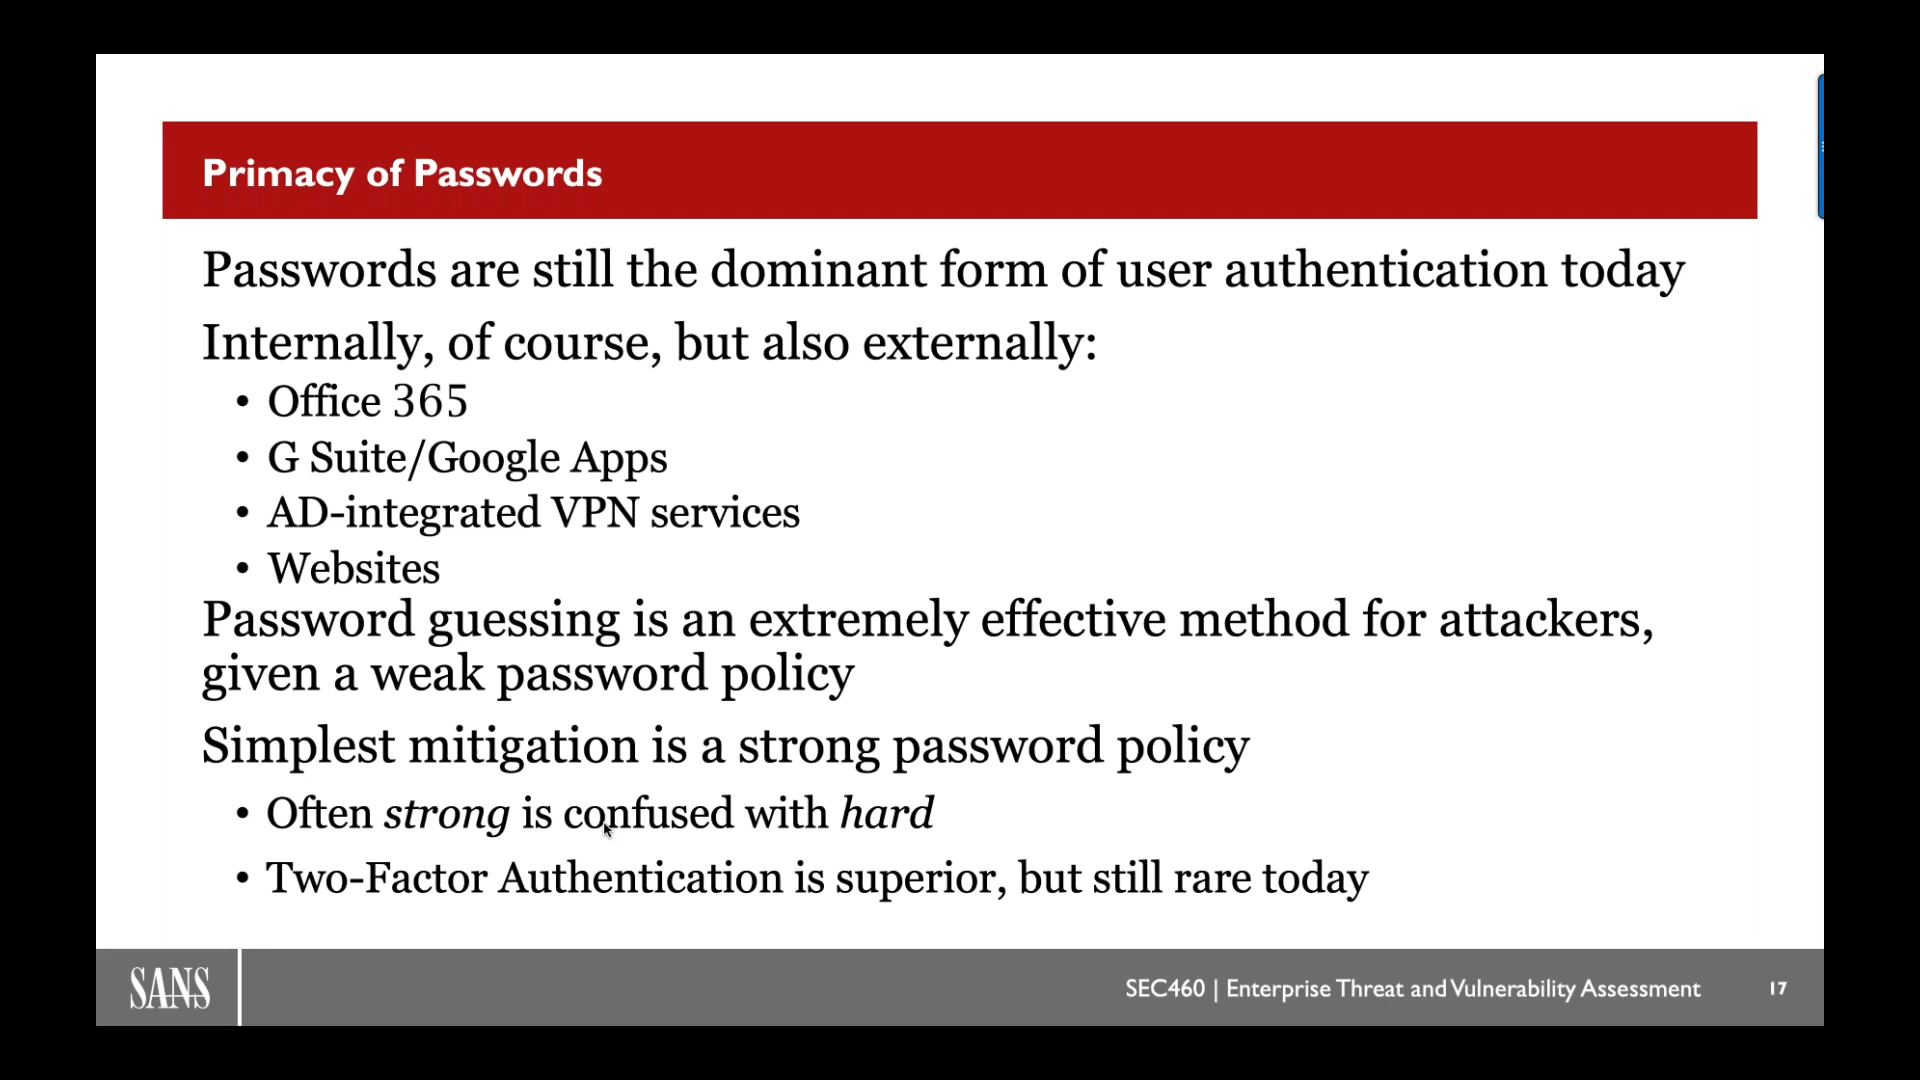 Primacy of Passwords
Passwords are still the dominant form of user authentication today
Internally, of course, but also externally:
• Office 365
• G Suite/Google Apps
• AD-integrated VPN services
• Websites
Password guessing is an extremely effective method for attackers,
given a weak password policy
Simplest mitigation is a strong password policy
• Often strong is confused with hard
• Two-Factor Authentication is superior, but still rare today
SANS
SEC460 | Enterprise Threat and Vulnerability Assessment
17